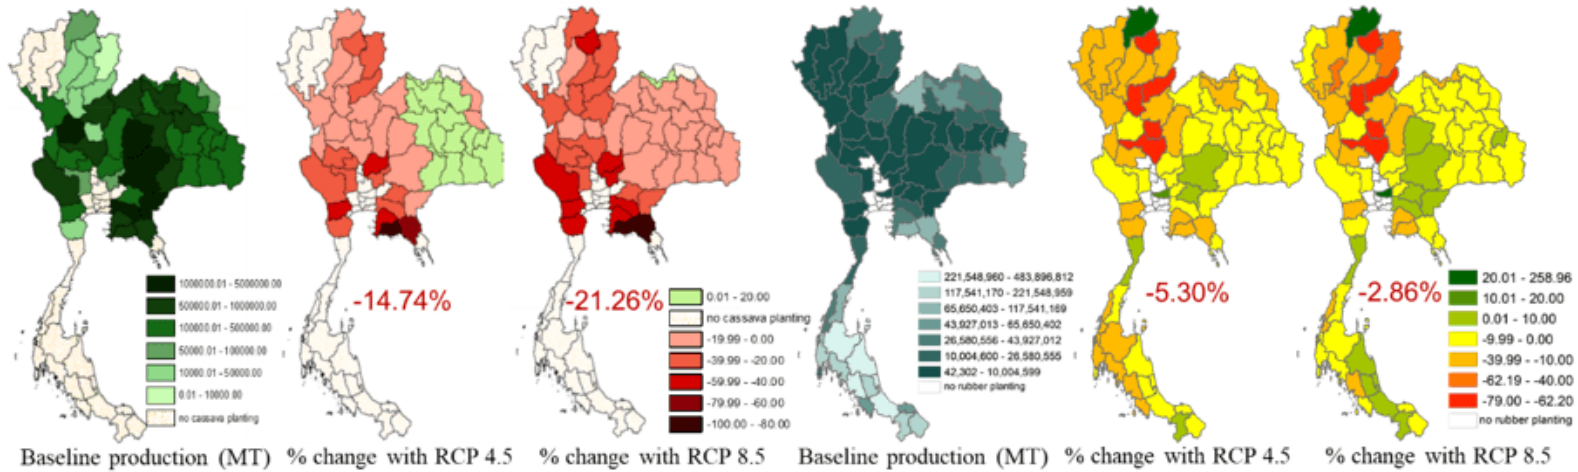 1000000.01 - 5000000.00
500000.01 - 1000000.00
100000.01 - 500000.00
50000.01 - 100000.00
10000.01 - 50000.00
0.01 - 10000.00
no cassava planting
Baseline production (MT)
-14.74%
% change with RCP 4.5
-21.26%
0.01 - 20.00
no cassava planting
-19.99 - 0.00
-39.99 - -20.00
-59.99 - -40.00
-79.99 - -60.00
-100.00 - -80.00
% change with RCP 8.5
221,548,960 - 483,896,812
117,541,170 - 221,548,959
65,650,403 - 117,541,169
43,927,013 - 65,650,402
26,580,556 - 43,927,012
10,004,600 - 26,580,555
42,302 - 10,004,599
no rubber planting
Baseline production (MT)
-5.30%
% change with RCP 4.5
-2.86%
20.01 - 258.96
10.01 - 20.00
0.01 - 10.00
-9.99 - 0.00
-39.99 - -10.00
-62.19 - -40.00
-79.00 - -62.20
no rubber planting
% change with RCP 8.5